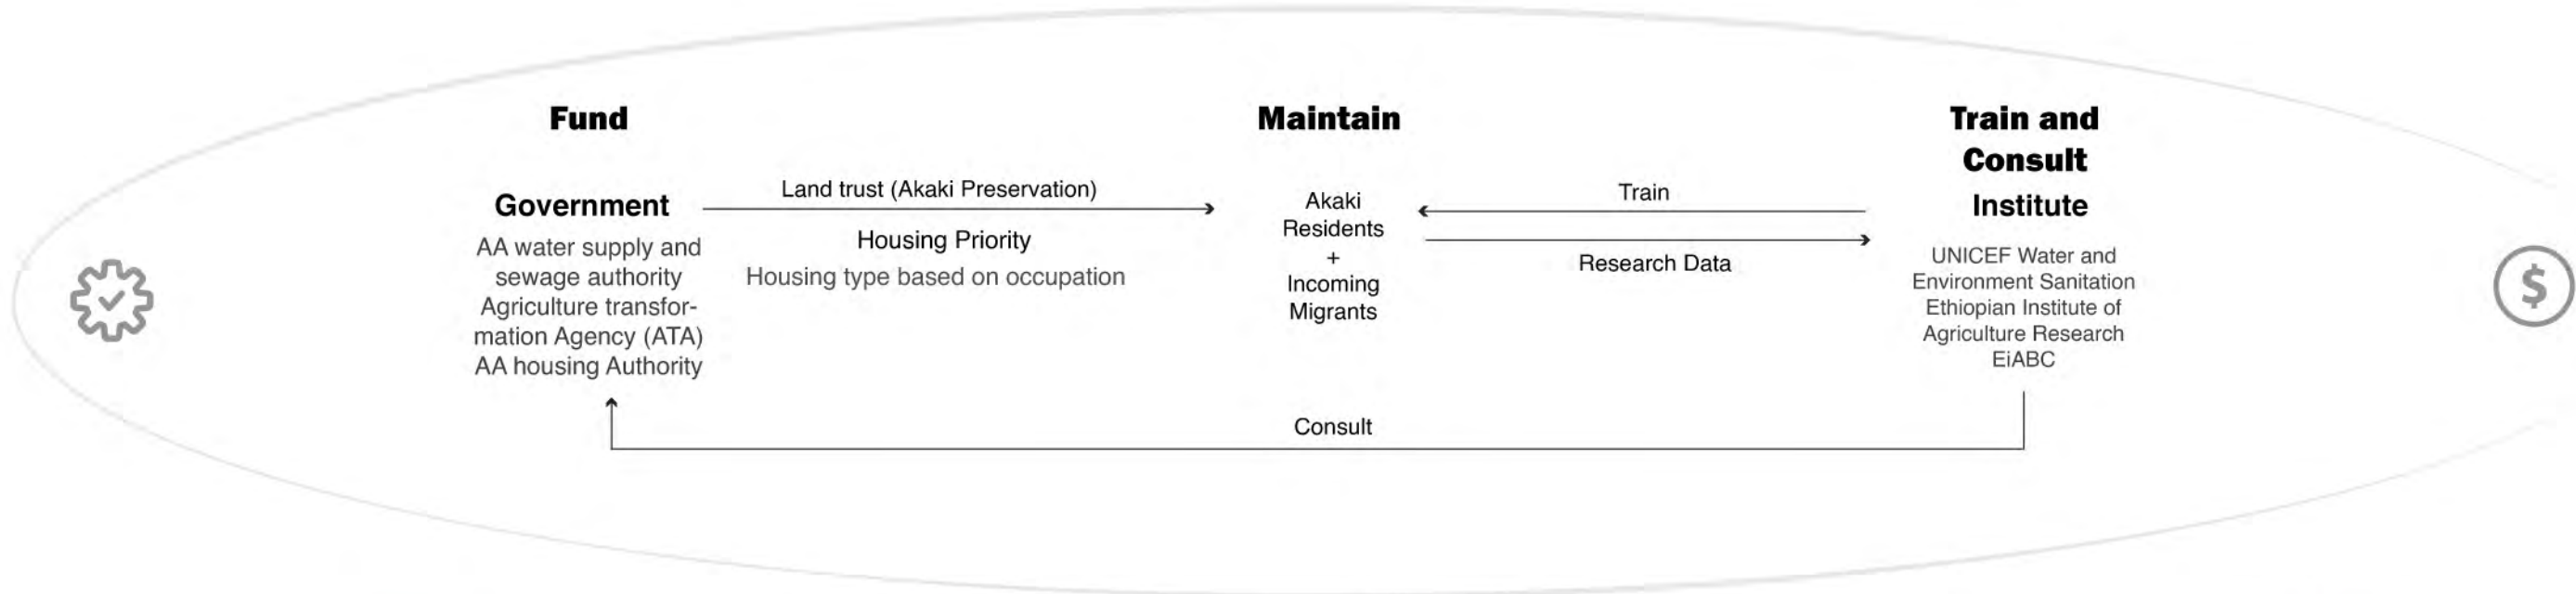 Fund
Government
AA water supply and
sewage authority
Agriculture transfor-
mation Agency (ATA)
AA housing Authority
Land trust (Akaki Preservation)
Housing Priority
Housing type based on occupation
Maintain
Akaki
Residents
+
Incoming
Migrants
Train
Research Data
Train and
Consult
Institute
UNICEF Water and
Environment Sanitation
Ethiopian Institute of
Agriculture Research
EiABC
Consult
$